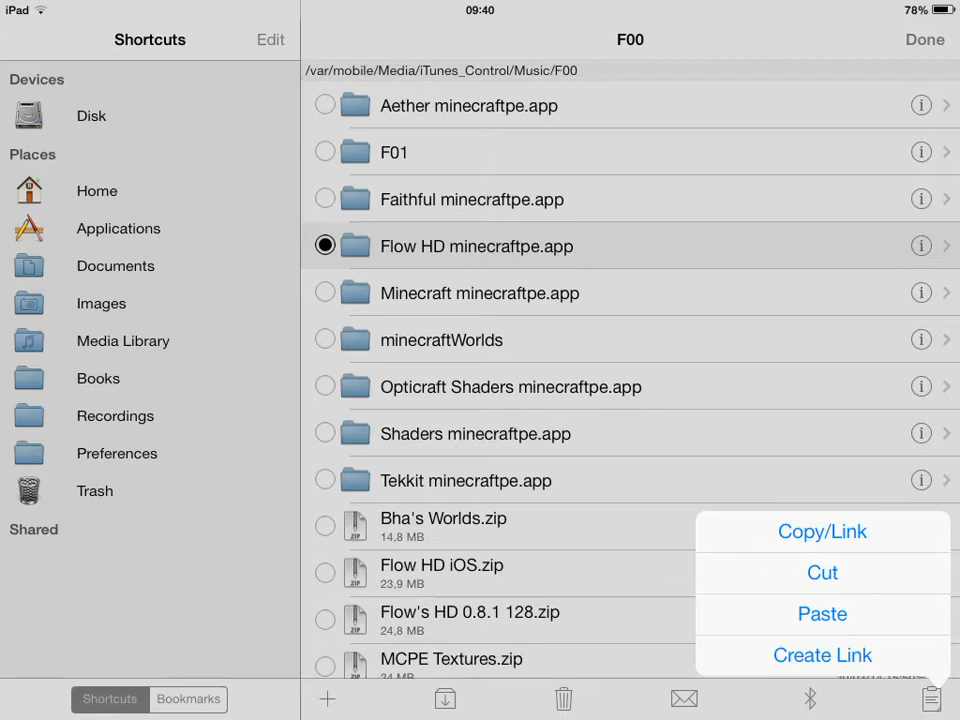 iPad
09:40
78%
Shortcuts
Edit
F00
Done
Devices
Disk
Places
Home
Applications
Documents
Images
Media Library
Books
Recordings
Preferences
Trash
Shared
Shortcuts
Bookmarks
/var/mobile/Media/iTunes_Control/Music/F00
Aether minecraftpe.app
F01
Faithful minecraftpe.app
Flow HD minecraftpe.app
Minecraft minecraftpe.app
minecraftWorlds
Opticraft Shaders minecraftpe.app
Shaders minecraftpe.app
Tekkit minecraftpe.app
Bha's Worlds.zip
14,8 MB
Flow HD iOS.zip
23,9 MB
Flow's HD 0.8.1 128.zip
24,8 MB
MCPE Textures.zip
34 MB
Copy/Link
Cut
Paste
Create Link